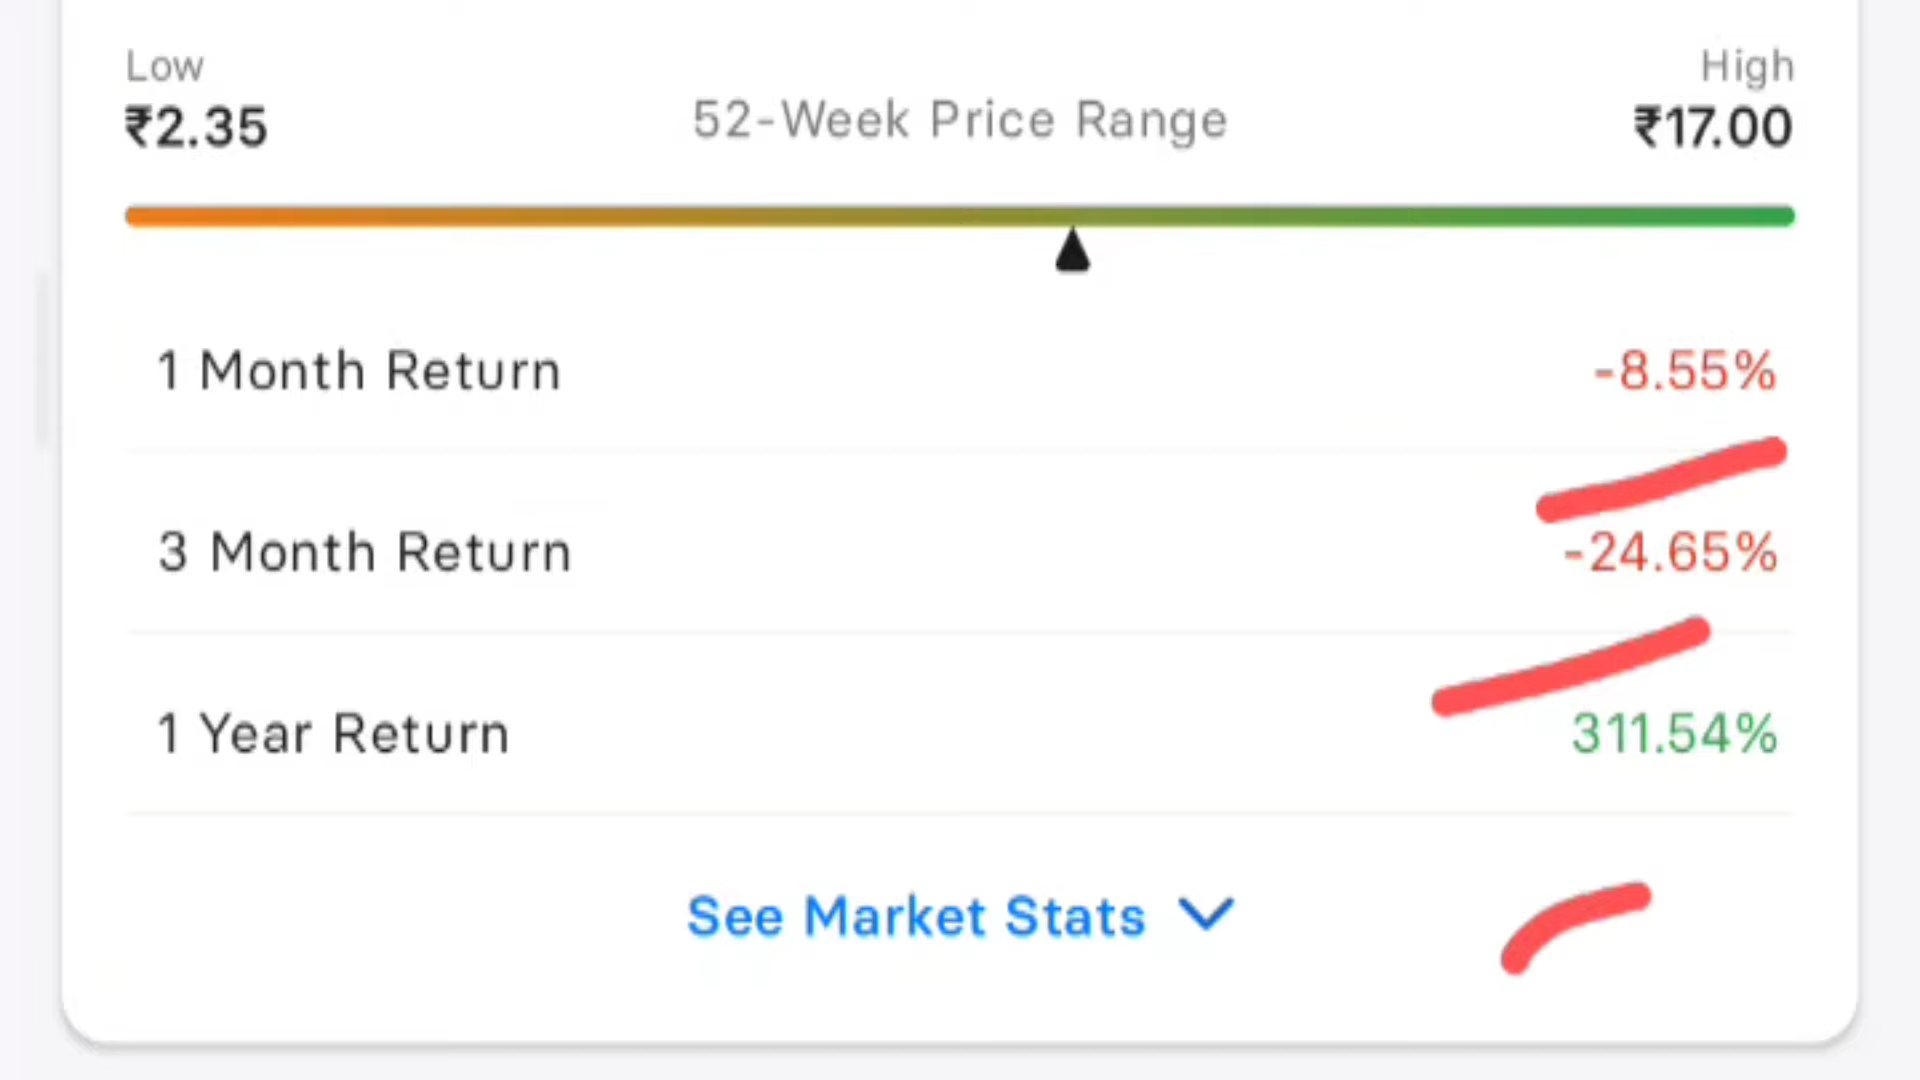 Low
High
₹2.35
52-Week Price Range
₹17.00
1 Month Return
-8.55%
3 Month Return
-24.65%
1 Year Return
311.54%
See Market Stats